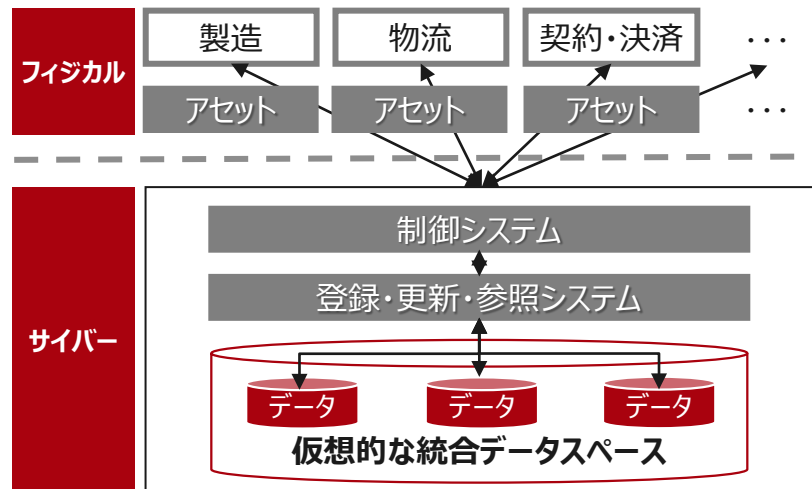 フィジカル
製造
物流
契約・決済
・・・
アセット
アセット
アセット
・・・
サイバー
制御システム
登録・更新・参照システム
データ
データ
データ
仮想的な統合データスペース